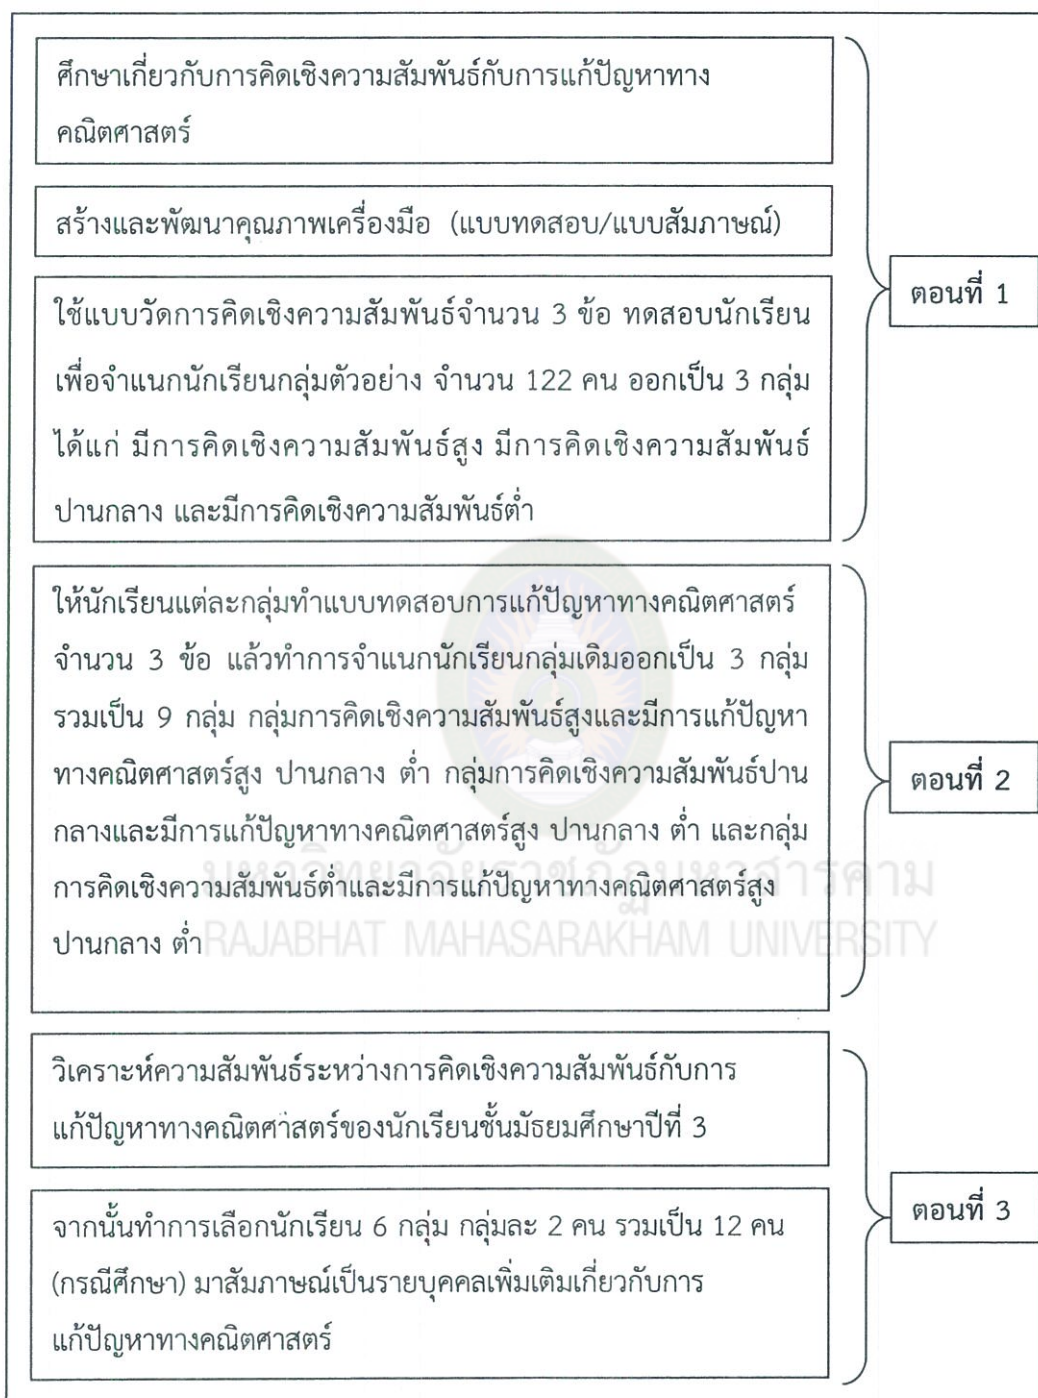 ศึกษาเกี่ยวกับการคิดเชิงความสัมพันธ์กับการแก้ปัญหาทาง
คณิตศาสตร์
สร้างและพัฒนาคุณภาพเครื่องมือ (แบบทดสอบ/แบบสัมภาษณ์)
ใช้แบบวัดการคิดเชิงความสัมพันธ์จำนวน 3 ข้อ ทดสอบนักเรียน
เพื่อจำแนกนักเรียนกลุ่มตัวอย่าง จำนวน 122 คน ออกเป็น 3 กลุ่ม
ได้แก่ มีการคิดเชิงความสัมพันธ์สูง มีการคิดเชิงความสัมพันธ์
ปานกลาง และมีการคิดเชิงความสัมพันธ์ต่ำ
ตอนที่ 1
ให้นักเรียนแต่ละกลุ่มทำแบบทดสอบการแก้ปัญหาทางคณิตศาสตร์
จำนวน 3 ข้อ แล้วทำการจำแนกนักเรียนกลุ่มเดิมออกเป็น 3 กลุ่ม
รวมเป็น 9 กลุ่ม กลุ่มการคิดเชิงความสัมพันธ์สูงและมีการแก้ปัญหา
ทางคณิตศาสตร์สูง ปานกลาง ต่ำ กลุ่มการคิดเชิงความสัมพันธ์ปาน
กลางและมีการแก้ปัญหาทางคณิตศาสตร์สูง ปานกลาง ต่ำ และกลุ่ม
การคิดเชิงความสัมพันธ์ต่ำและมีการแก้ปัญหาทางคณิตศาสตร์สูง
ปานกลาง ต่ำ
ตอนที่ 2
มหาวิทยาลัยราชภัฏมหาสารคาม
RAJABHAT MAHASARAKHAM UNIVERSITY
วิเคราะห์ความสัมพันธ์ระหว่างการคิดเชิงความสัมพันธ์กับการ
แก้ปัญหาทางคณิตศาสตร์ของนักเรียนชั้นมัธยมศึกษาปีที่ 3
จากนั้นทำการเลือกนักเรียน 6 กลุ่ม กลุ่มละ 2 คน รวมเป็น 12 คน
(กรณีศึกษา) มาสัมภาษณ์เป็นรายบุคคลเพิ่มเติมเกี่ยวกับการ
แก้ปัญหาทางคณิตศาสตร์
ตอนที่ 3